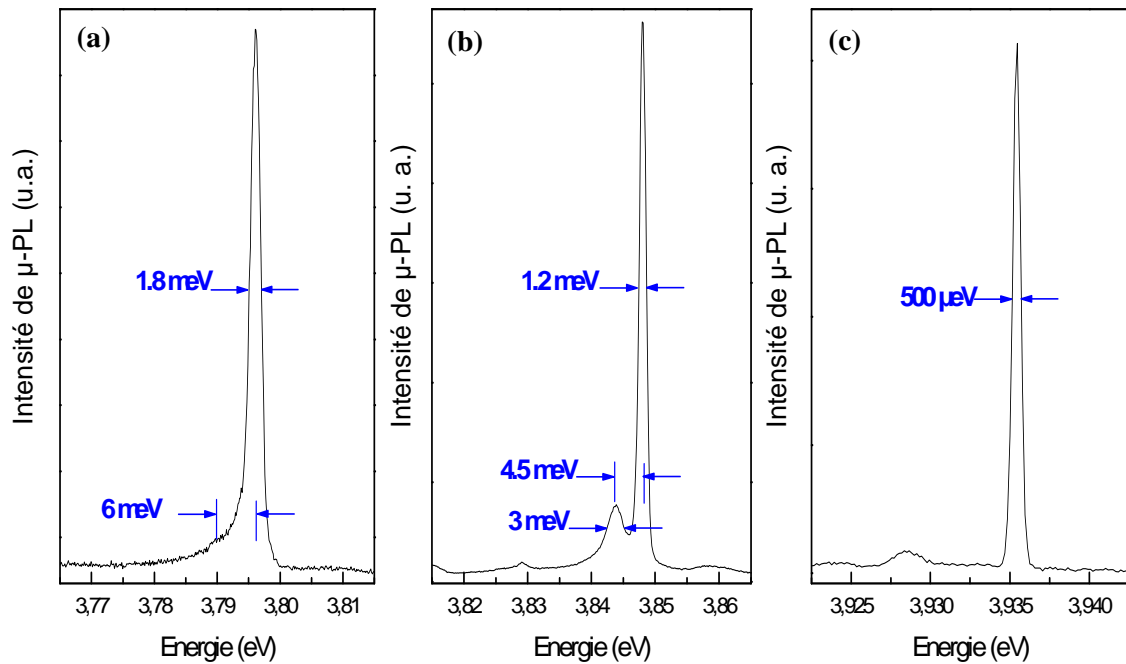 (a)
Intensité de µ-PL (u.a.)
1.8 meV
6 meV
3,77 3,78 3,79 3,80 3,81
Energie (eV)
(b)
Intensité de µ-PL (u. a.)
1.2 meV
4.5 meV
3 meV
3,82 3,83 3,84 3,85 3,86
Energie (eV)
(c)
Intensité de µ-PL (u. a.)
500 µeV
3,925 3,930 3,935 3,940
Energie (eV)